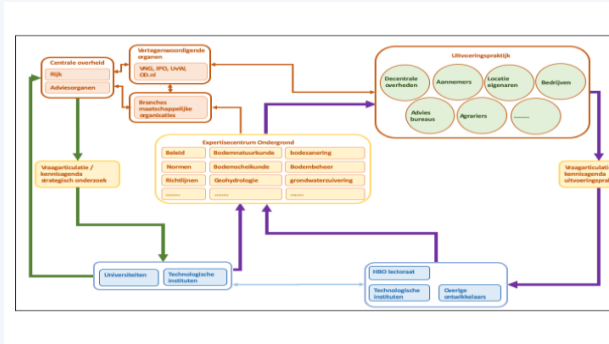 Centrale overheid
Rijk
Adviesorganen
Vertegenwoordigende
organen
VNG, IPO, UvW,
OD.nl
Branches
maatschappelijke
organisaties
Uitvoeringspraktijk
Decentrale
overheden
Aannemers
Locatie
eigenaren
Bedrijven
Advies
bureaus
Agrariers
........
Expertisecentrum Ondergrond
Beleid
Bodemnatuurkunde
bodesanering
Normen
Bodemscheikunde
Bodembeheer
Richtlijnen
Geohydrologie
grondwaterzuivering
.......
.......
......
Vraagarticulatie /
kennisagenda
strategisch onderzoek
Vraagarticulatie
kennisagenda
uitvoeringspra
Universiteiten
Technologische
instituten
HBO lectoraat
Technologische
instituten
Overige
ontwikkelaars